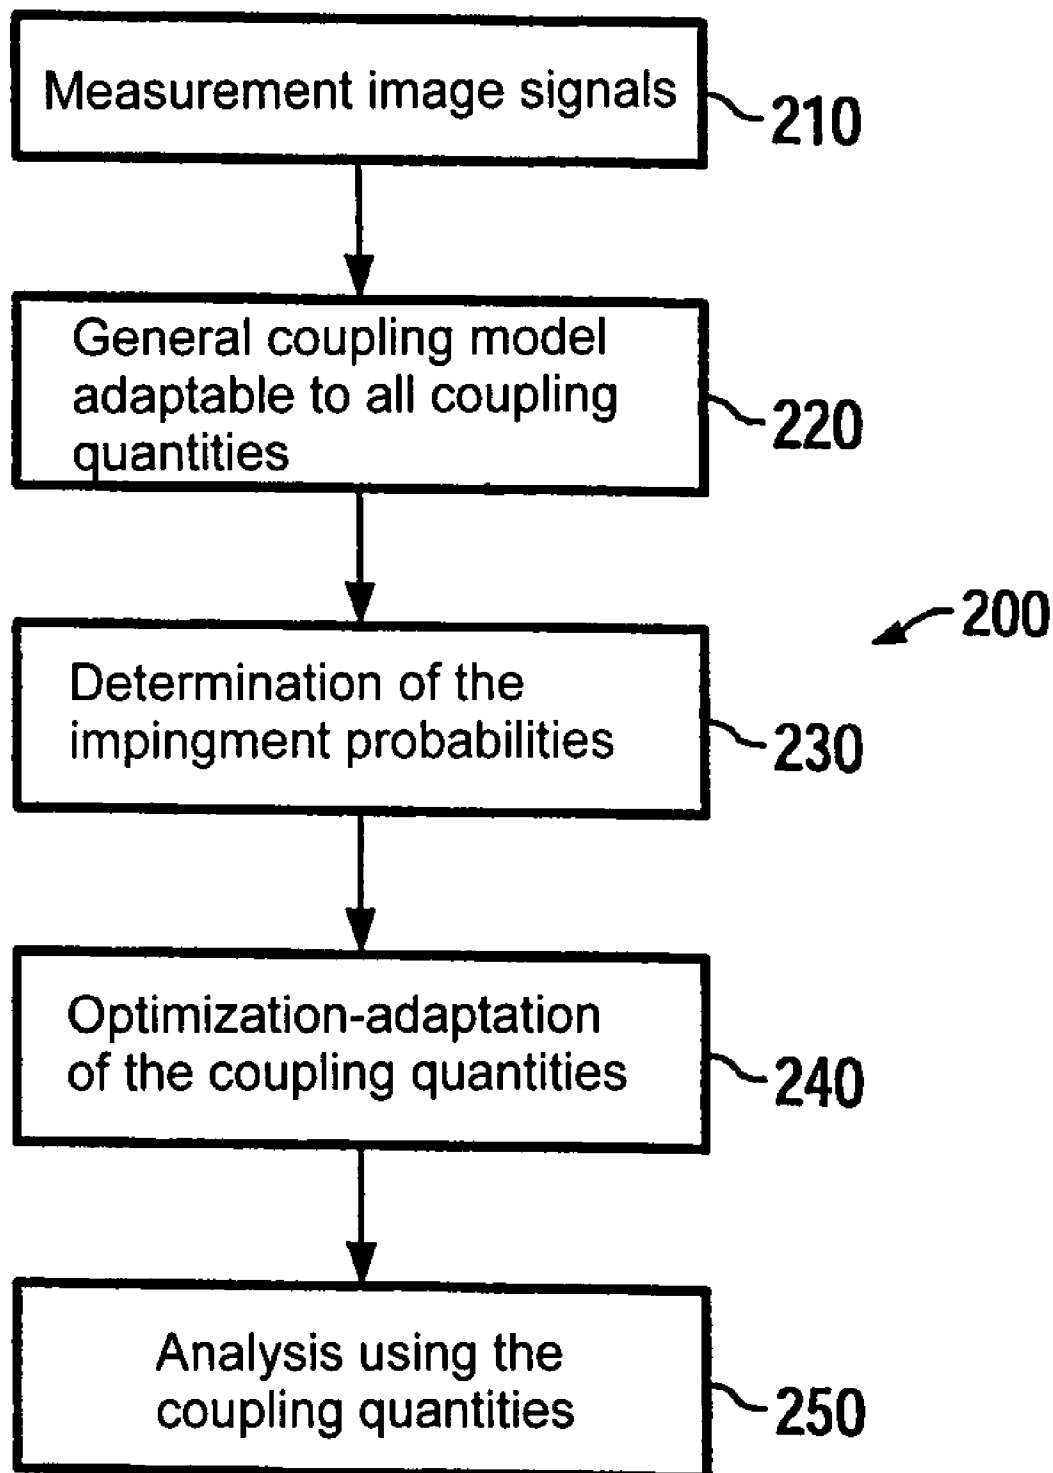 Measurement image signals
210
General coupling model
adaptable to all coupling
quantities
220
200
Determination of the
impingment probabilities
230
Optimization-adaptation
of the coupling quantities
240
Analysis using the
coupling quantities
250